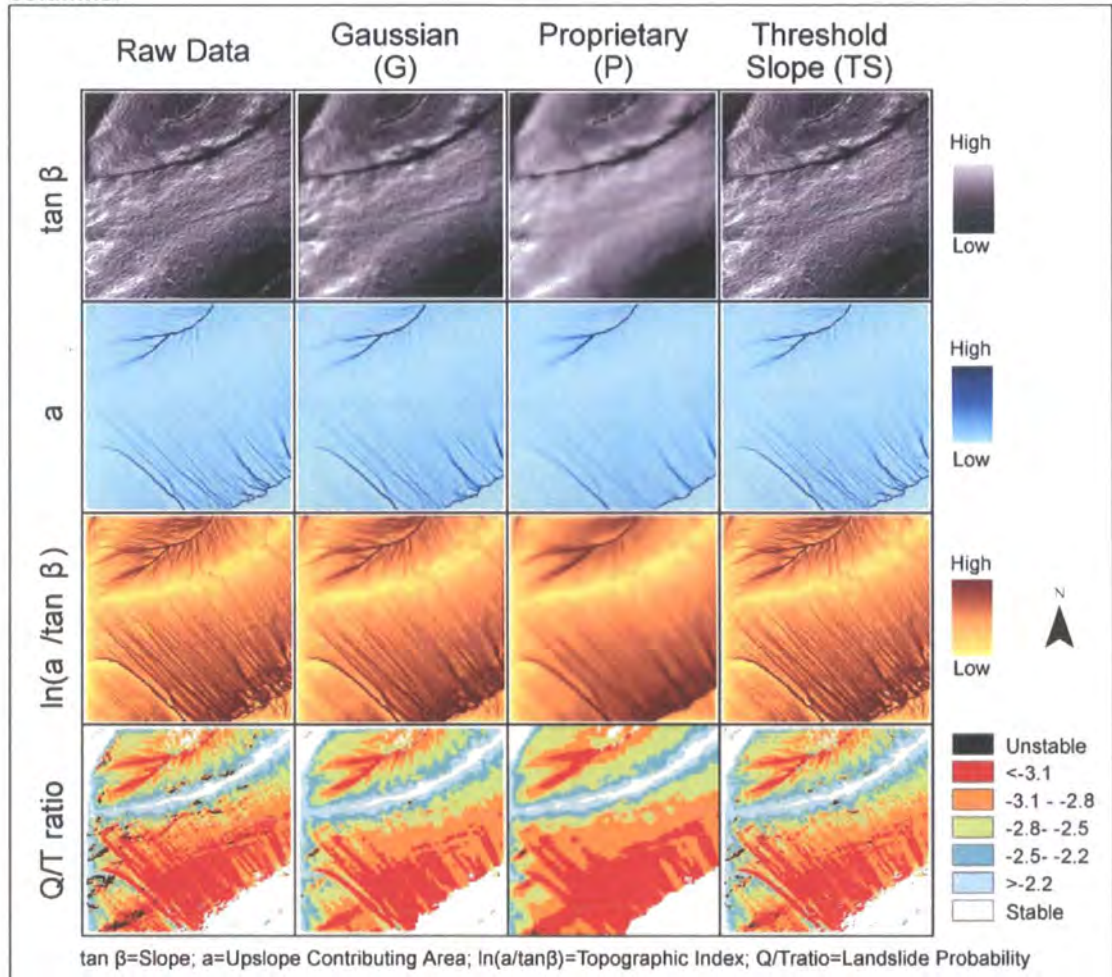 Raw Data
Gaussian (G)
Proprietary (P)
Threshold Slope (TS)
tan β
High
Low
a
High
Low
ln(a /tan β)
High
Low
N
Q/T ratio
Unstable
<-3.1
-3.1 - -2.8
-2.8- -2.5
-2.5- -2.2
>-2.2
Stable
tan β=Slope; a=Upslope Contributing Area; ln(a/tanβ)=Topographic Index; Q/Tratio=Landslide Probability